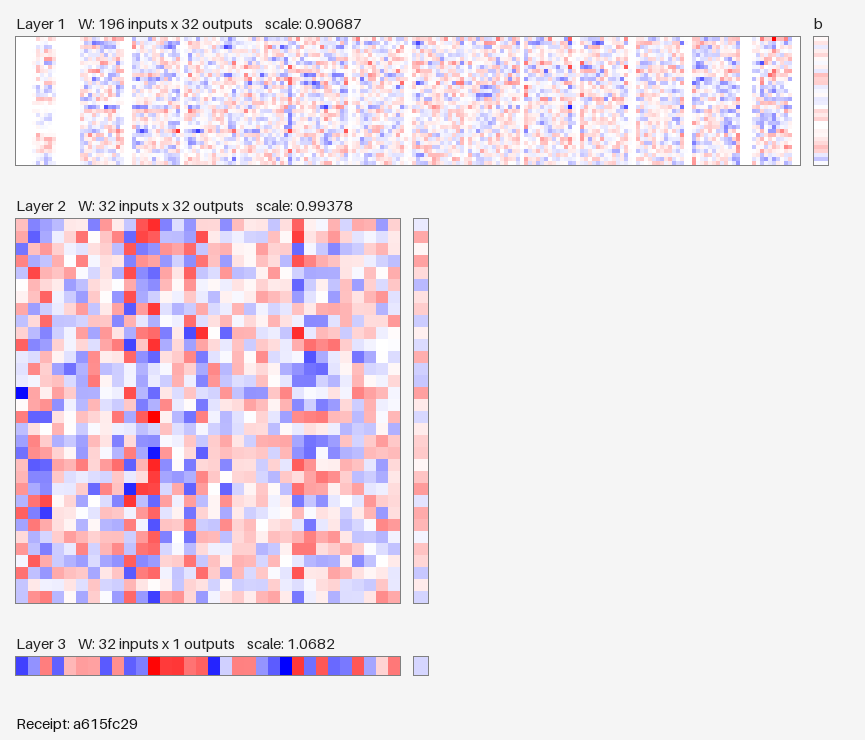 Layer 1 W: 196 inputs x 32 outputs scale: 0.90687 b
Layer 2 W: 32 inputs x 32 outputs scale: 0.99378
Layer 3 W: 32 inputs x 1 outputs scale: 1.0682
Receipt: a615fc29